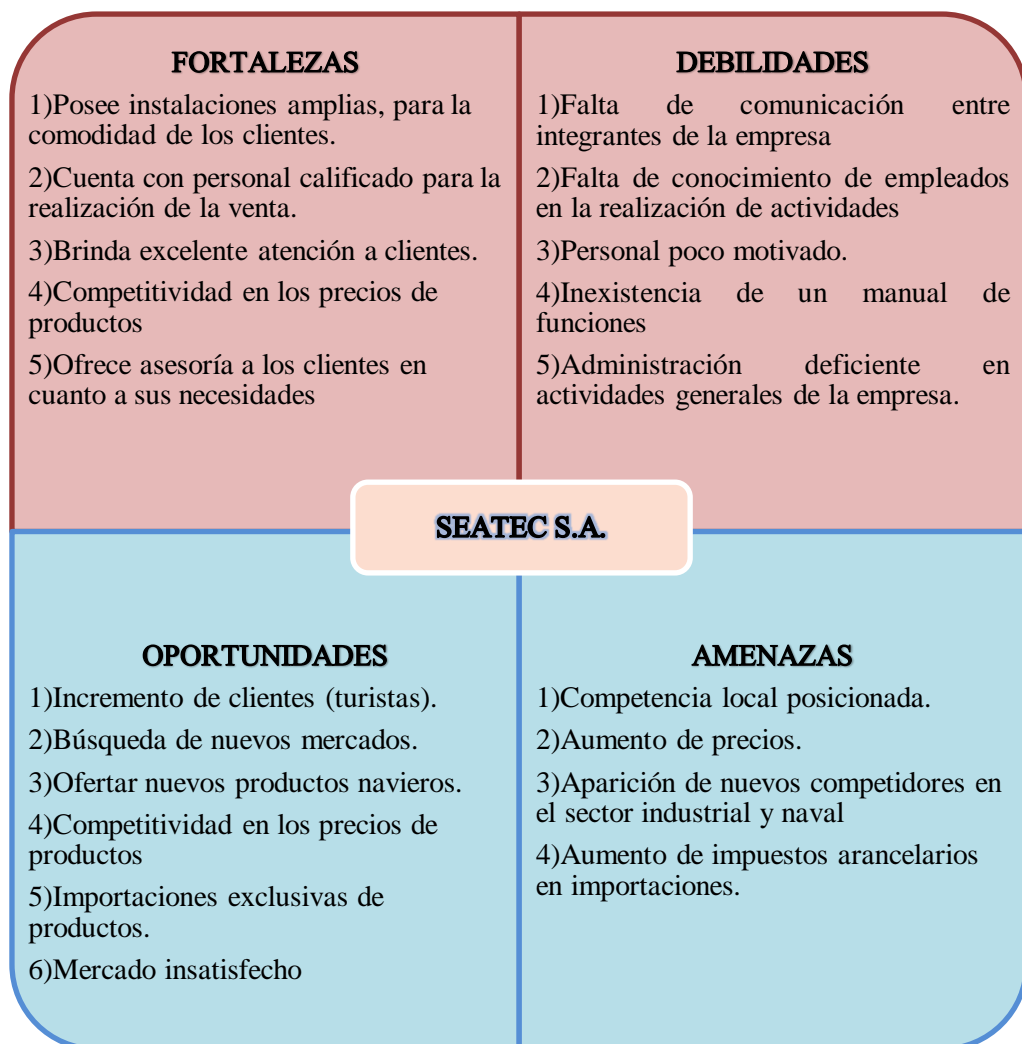 FORTALEZAS
1)Posee instalaciones amplias, para la
comodidad de los clientes.
2)Cuenta con personal calificado para la
realización de la venta.
3)Brinda excelente atención a clientes.
4)Competitividad en los precios de
productos
5)Ofrece asesoría a los clientes en
cuanto a sus necesidades
DEBILIDADES
1)Falta de comunicación entre
integrantes de la empresa
2)Falta de conocimiento de empleados
en la realización de actividades
3)Personal poco motivado.
4)Inexistencia de un manual de
funciones
5)Administración deficiente en
actividades generales de la empresa.
SEATEC S.A.
OPORTUNIDADES
1)Incremento de clientes (turistas).
2)Búsqueda de nuevos mercados.
3)Ofertar nuevos productos navieros.
4)Competitividad en los precios de
productos
5)Importaciones exclusivas de
productos.
6)Mercado insatisfecho
AMENAZAS
1)Competencia local posicionada.
2)Aumento de precios.
3)Aparición de nuevos competidores en
el sector industrial y naval
4)Aumento de impuestos arancelarios
en importaciones.